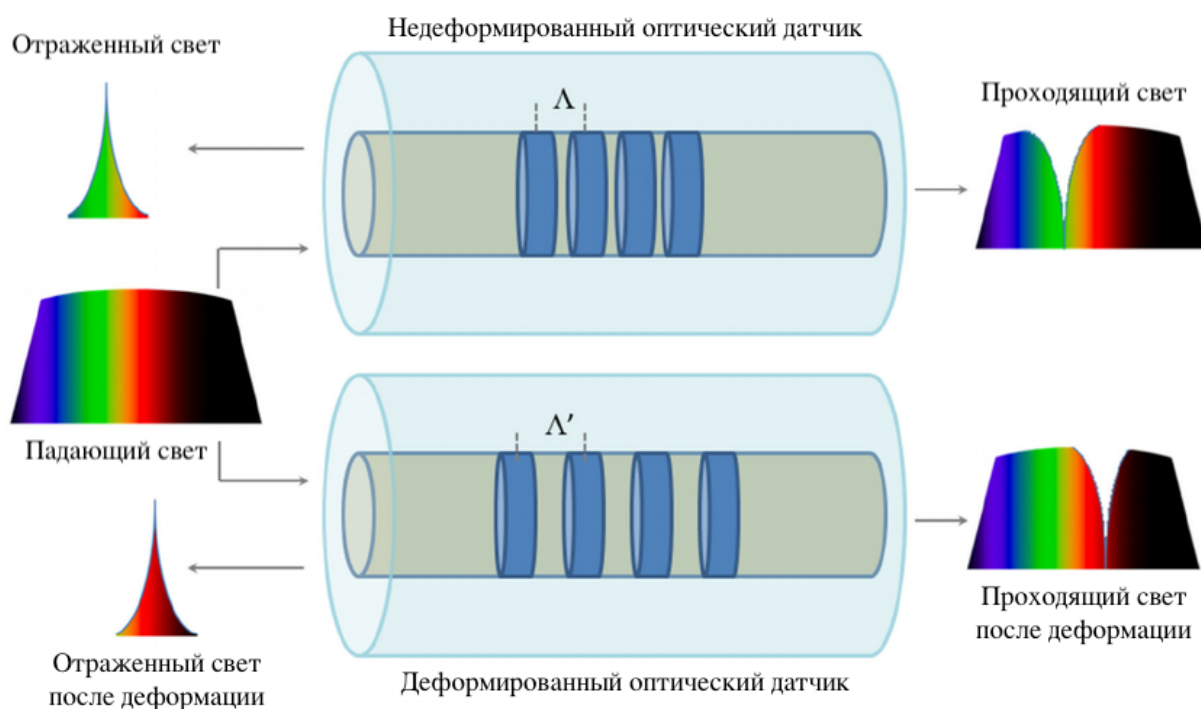 Недеформированный оптический датчик
Отраженный свет
Λ
Проходящий свет
Падающий свет
Λ’
Отраженный свет
после деформации
Проходящий свет
после деформации
Деформированный оптический датчик